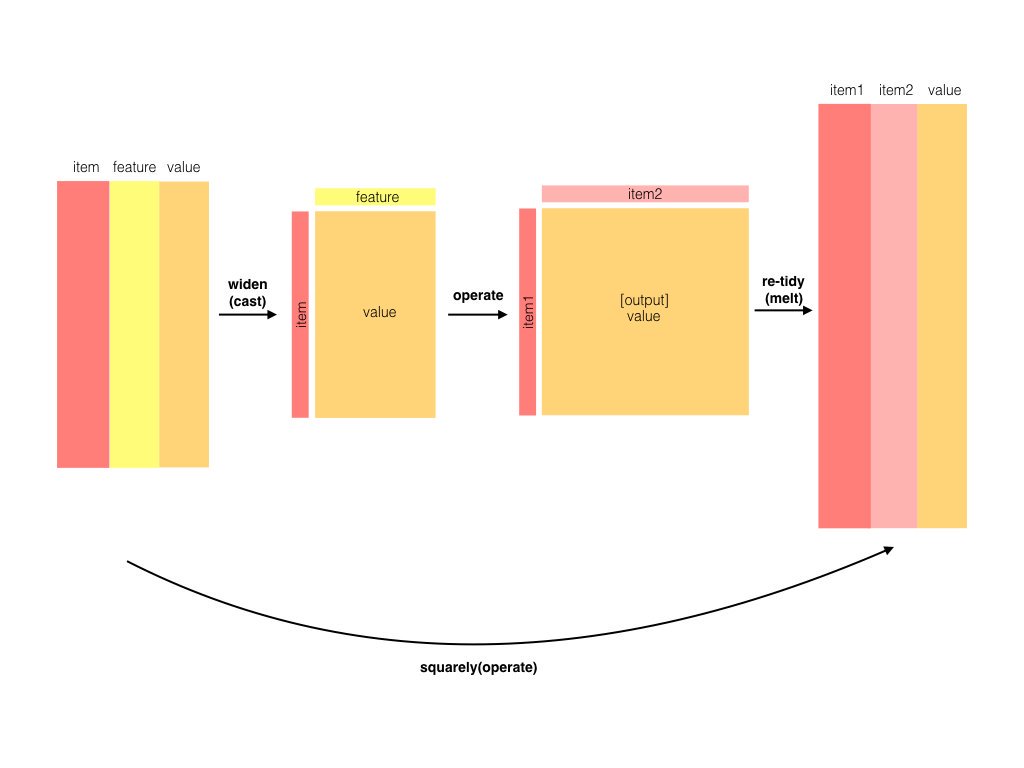 item1 item2 value
item feature value
feature
item2
widen
(cast)
item
value
operate
item1
[output]
value
re-tidy
(melt)
squarely(operate)